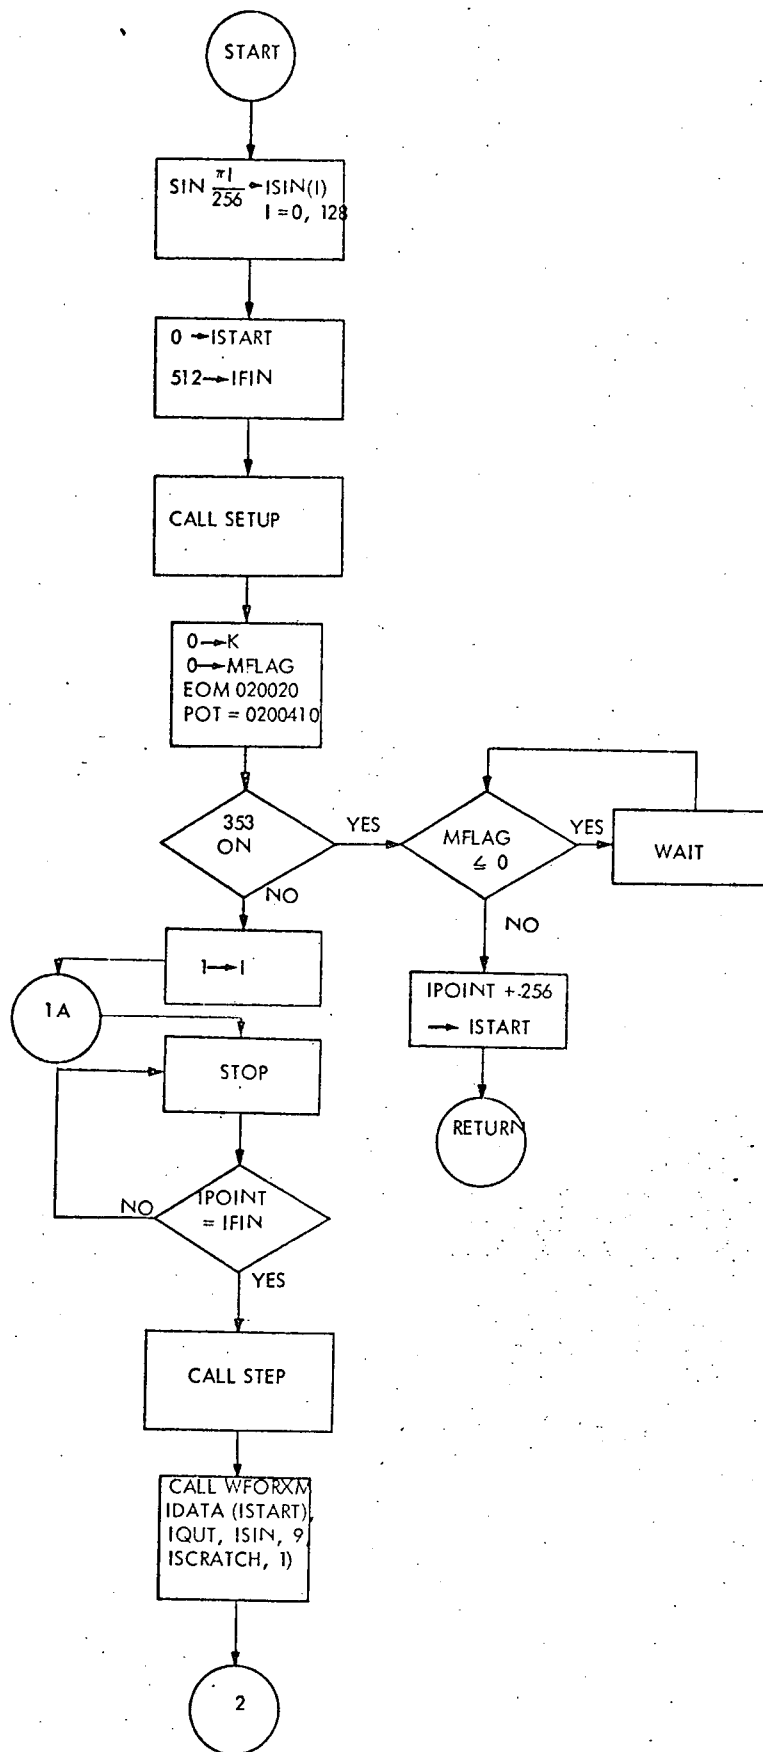 START
SIN πI/256 → ISIN(I)
I = 0, 128
0 → ISTART
512 → IFIN
CALL SETUP
0 → K
0 → MFLAG
EOM 020020
POT = 0200410
353
ON
YES
MFLAG
≤ 0
YES
WAIT
NO
NO
1 → I
IPOINT + 256
→ ISTART
1A
STOP
RETURN
IPOINT
= IFIN
NO
YES
CALL STEP
CALL WFORXM
IDATA (ISTART),
IQUT, ISIN, 9,
ISCRATCH, 1)
2